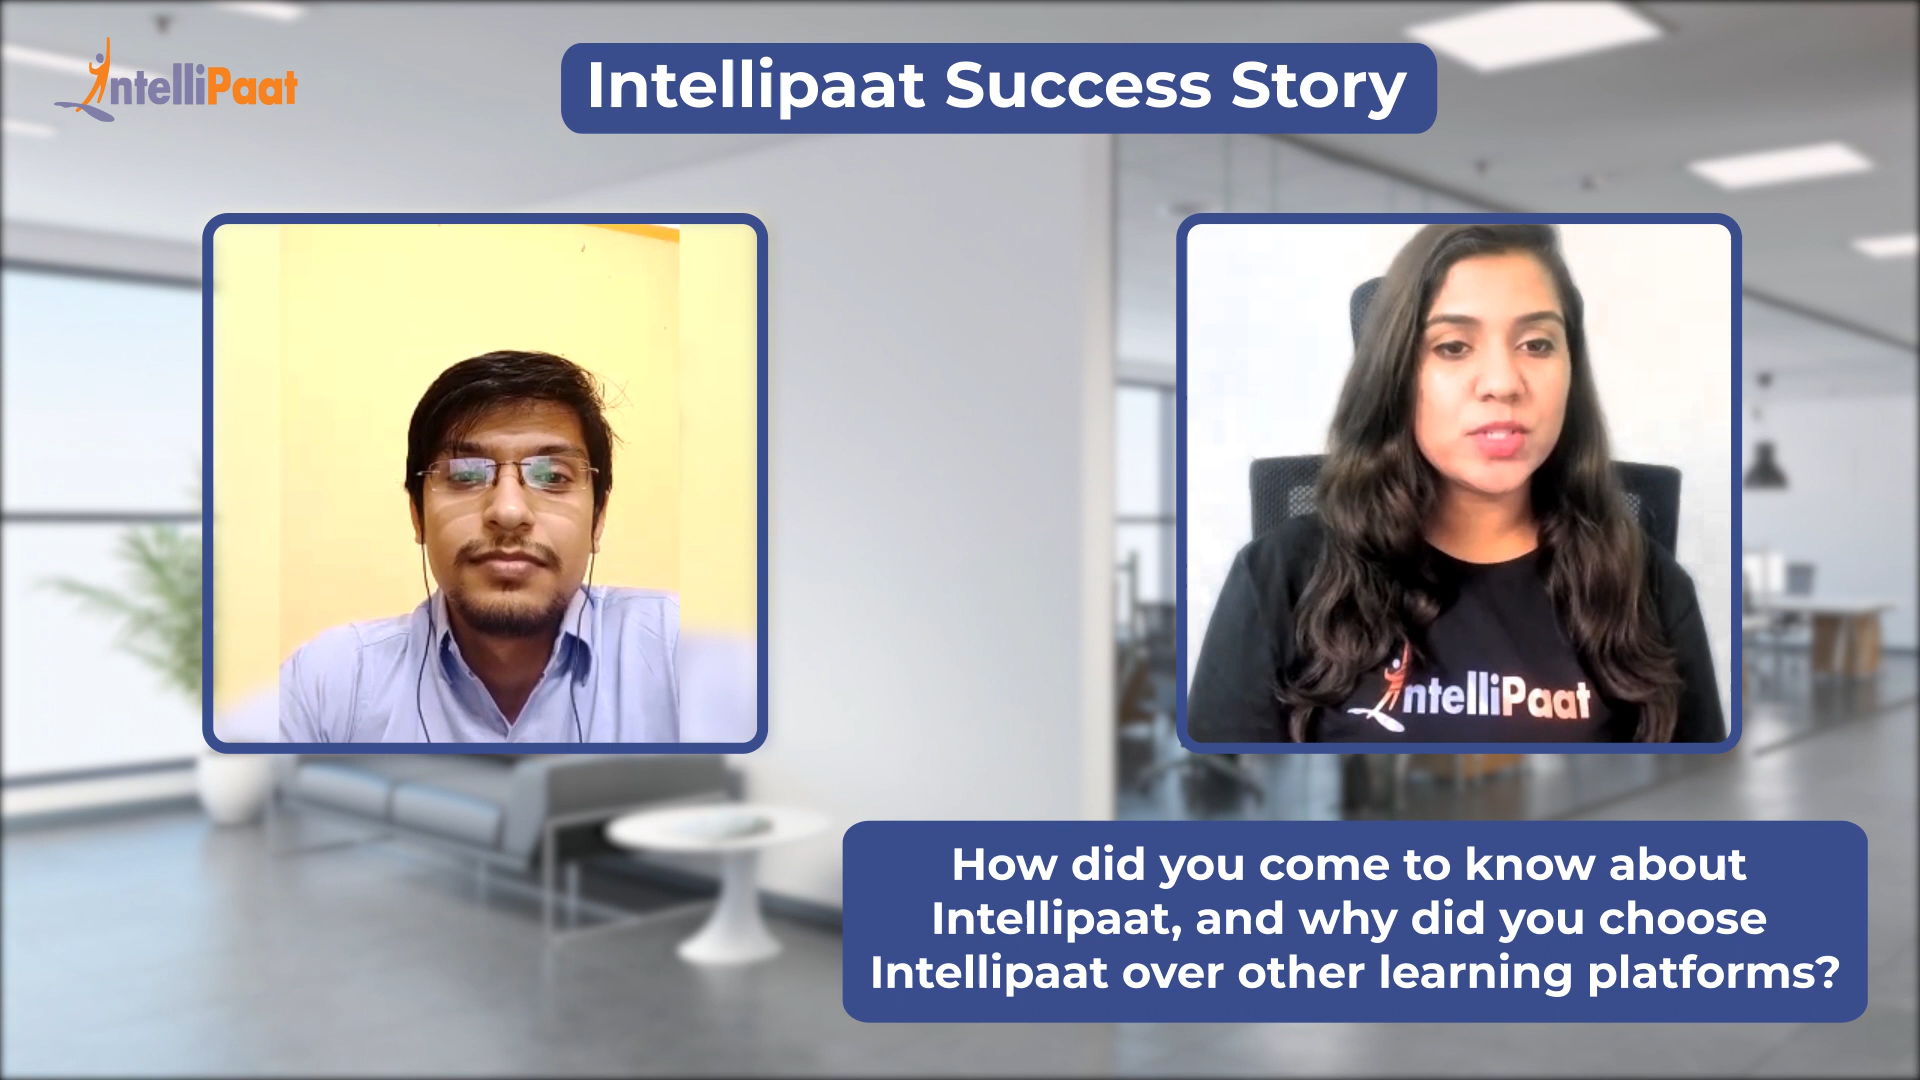 IntelliPaat
Intellipaat Success Story
IntelliPaat
How did you come to know about
Intellipaat, and why did you choose
Intellipaat over other learning platforms?